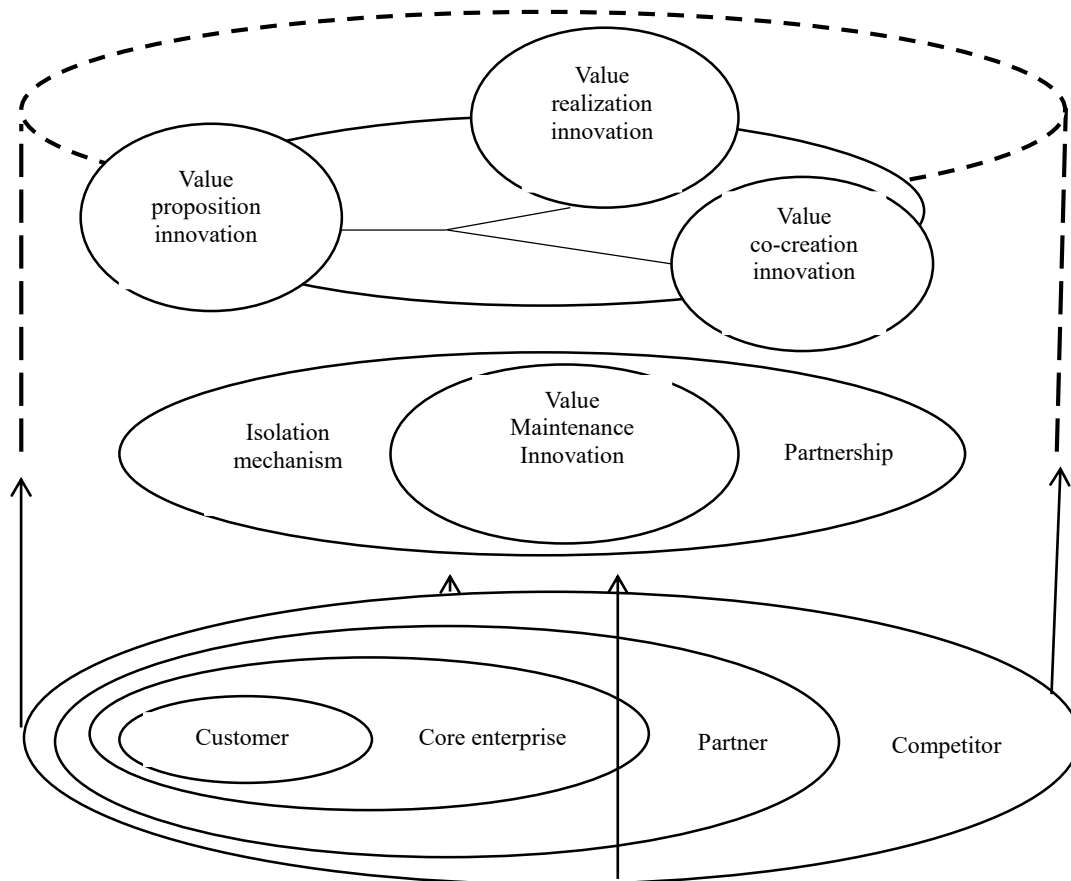 Value
realization
innovation
Value
proposition
innovation
Value
co-creation
innovation
Isolation
mechanism
Value
Maintenance
Innovation
Partnership
Customer
Core enterprise
Partner
Competitor